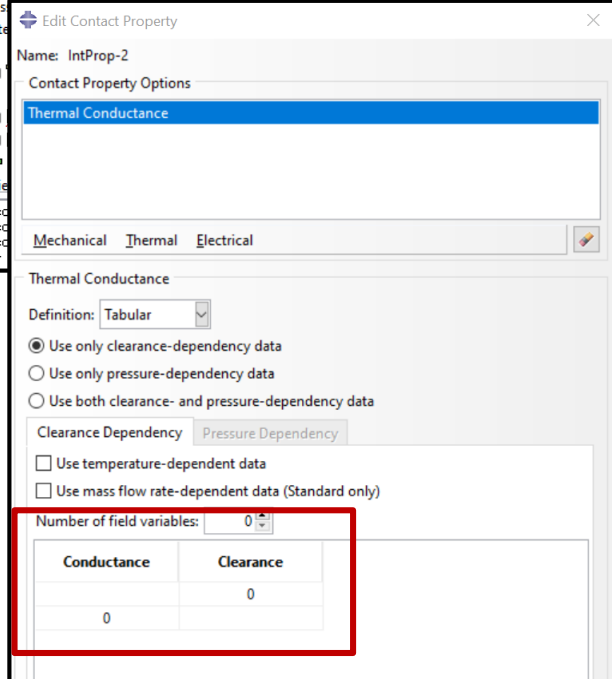 Edit Contact Property
Name: IntProp-2
Contact Property Options
Thermal Conductance
Mechanical Thermal Electrical
Thermal Conductance
Definition: Tabular
Use only clearance-dependency data
Use only pressure-dependency data
Use both clearance- and pressure-dependency data
Clearance Dependency Pressure Dependency
Use temperature-dependent data
Use mass flow rate-dependent data (Standard only)
Number of field variables: 0
Conductance Clearance
0
0